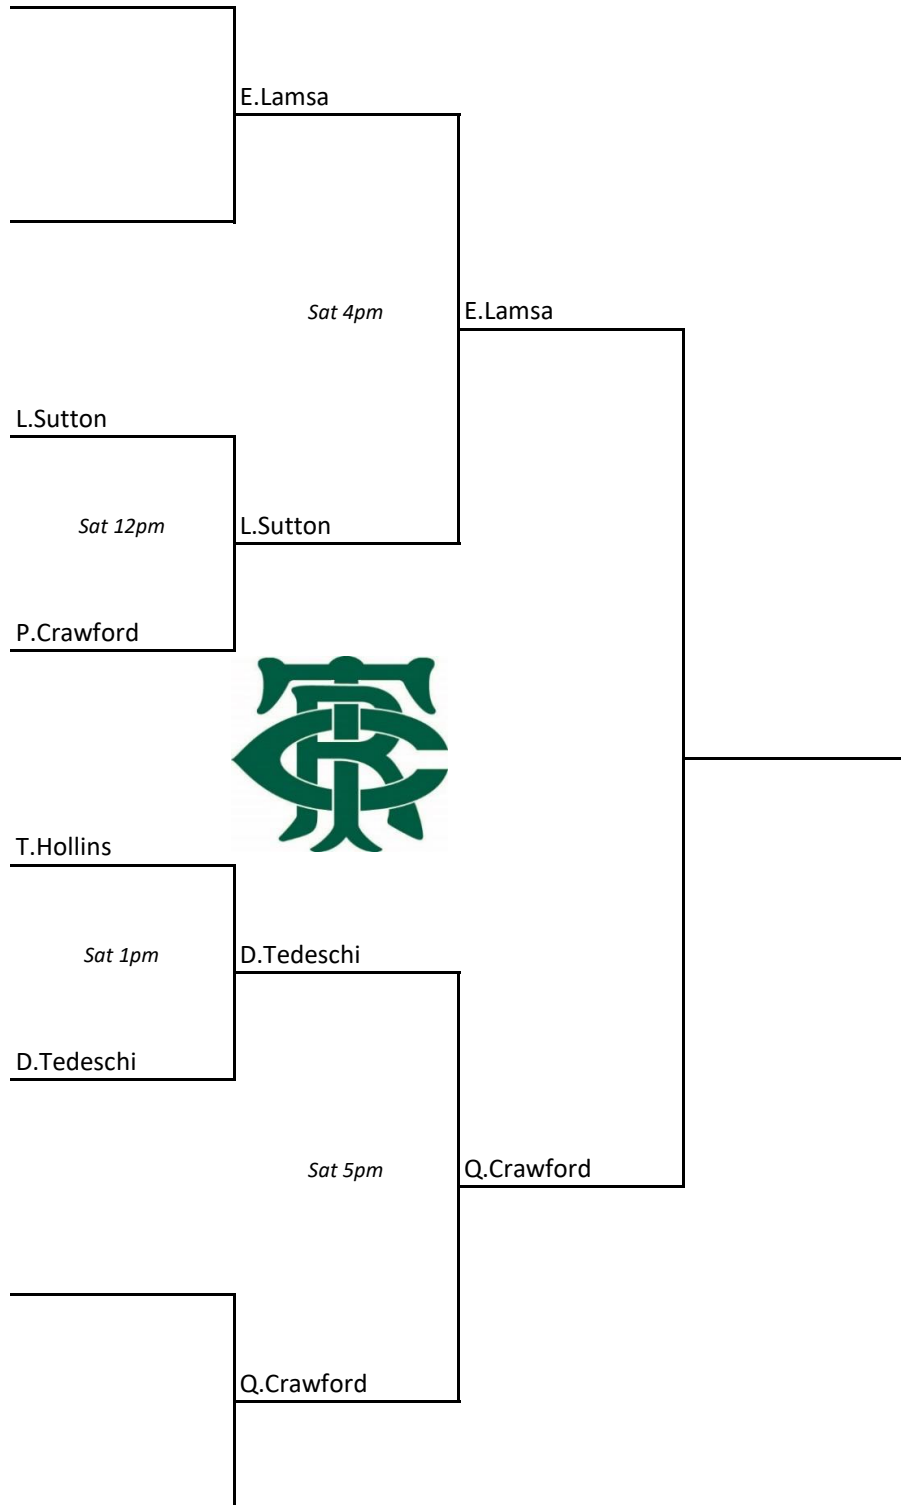 E.Lamsa
Sat 4pm
E.Lamsa
L.Sutton
Sat 12pm
L.Sutton
P.Crawford
T.Hollins
Sat 1pm
D.Tedeschi
D.Tedeschi
Sat 5pm
Q.Crawford
Q.Crawford